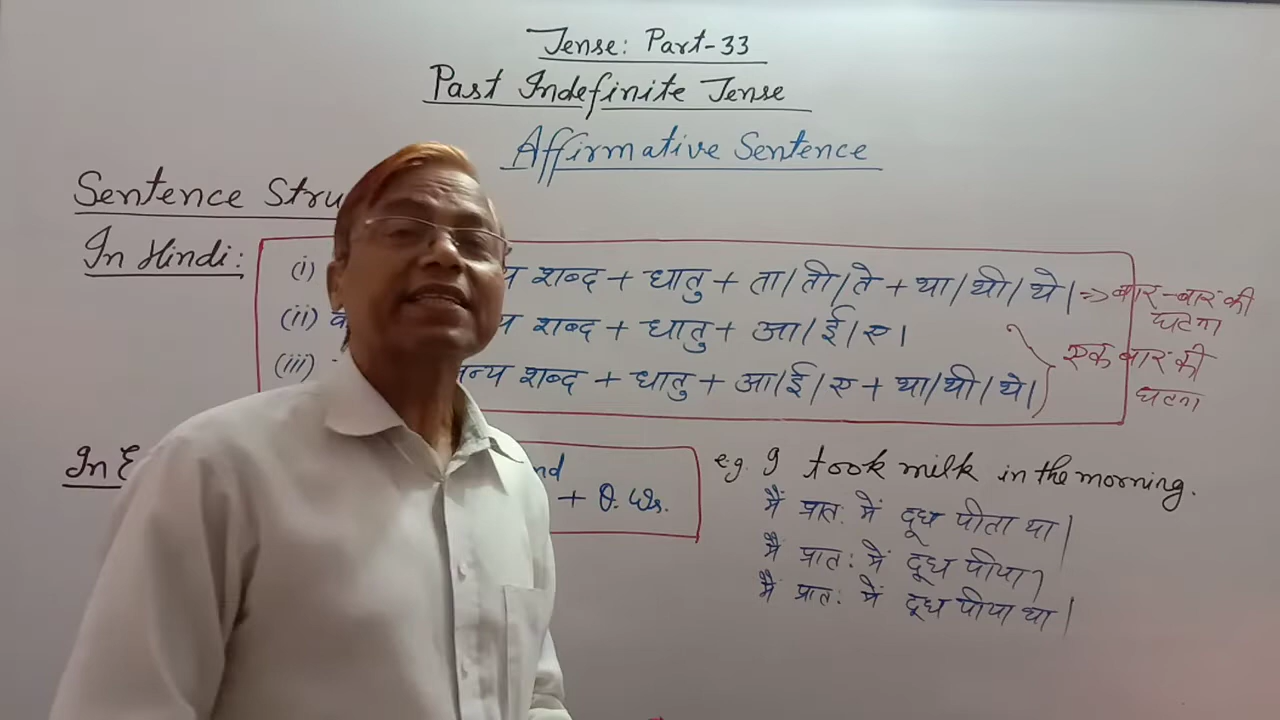 Tense: Part-33
Past Indefinite Tense
Affirmative Sentence
Sentence Stru
In Hindi:
(i) य शब्द + धातु + ता/ती/ते + था/थी/थे। => बार-बार की घटना
(ii) क य शब्द + धातु + आ/ई/ए।
(iii) अन्य शब्द + धातु + आ/ई/ए + था/थी/थे। एक बार की घटना
In E nd + O. Ws.
e.g. I took milk in the morning.
मैं प्रातः में दूध पीता था।
मैं प्रातः में दूध पीया।
मैं प्रातः में दूध पीया था।